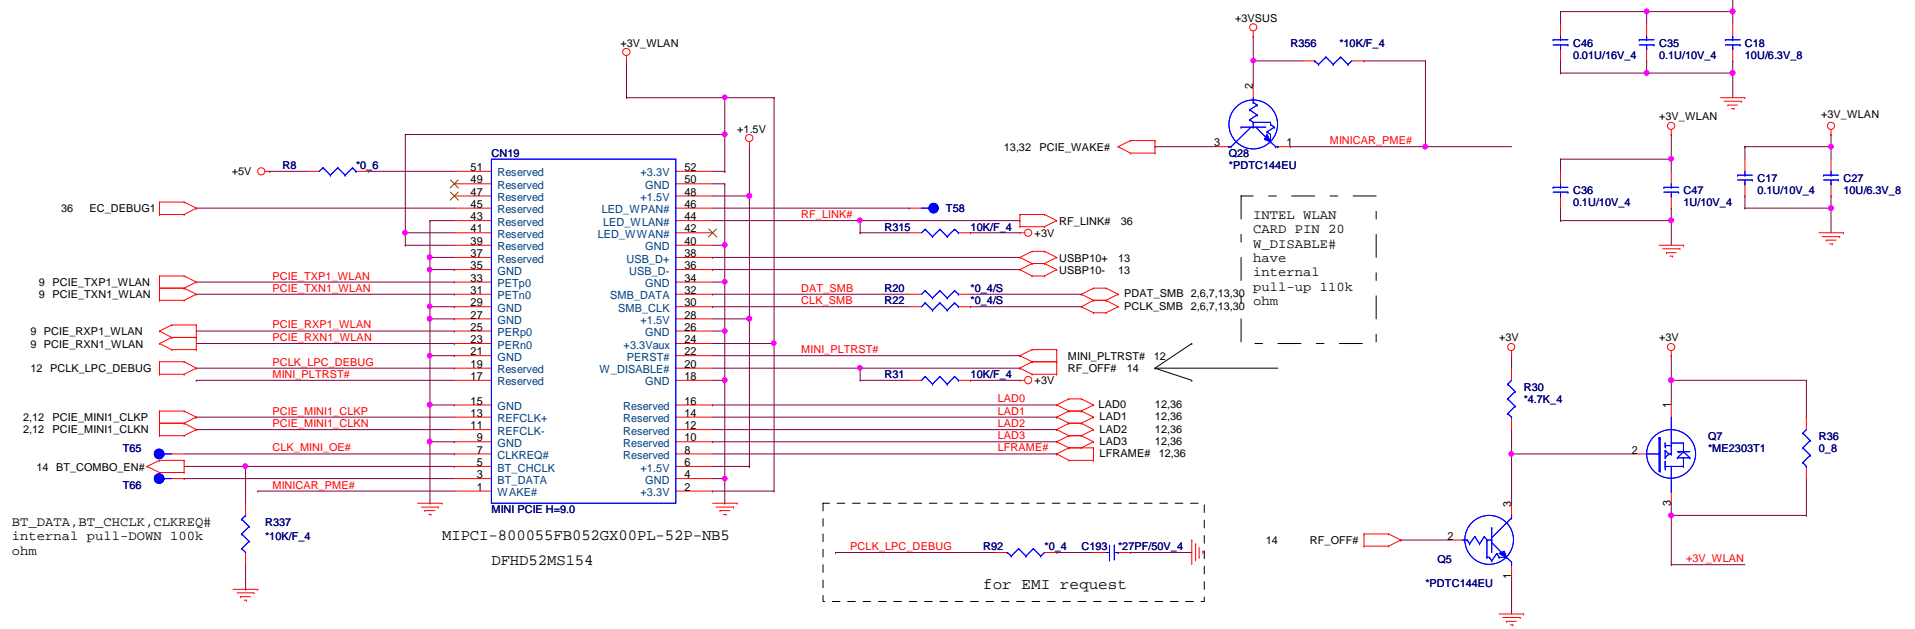 +3V_WLAN
+1.5V
CN19
+5V
R8
*0_6
36 EC_DEBUG1
9 PCIE_TXP1_WLAN
9 PCIE_TXN1_WLAN
9 PCIE_RXP1_WLAN
9 PCIE_RXN1_WLAN
12 PCLK_LPC_DEBUG
2,12 PCIE_MINI1_CLKP
2,12 PCIE_MINI1_CLKN
T65
14 BT_COMBO_EN#
T66
PCIE_TXP1_WLAN
PCIE_TXN1_WLAN
PCIE_RXP1_WLAN
PCIE_RXN1_WLAN
PCLK_LPC_DEBUG
MINI_PLTRST#
PCIE_MINI1_CLKP
PCIE_MINI1_CLKN
CLK_MINI_OE#
MINICAR_PME#
51 Reserved +3.3V 52
49 Reserved GND 50
47 Reserved +1.5V 48
45 Reserved LED_WPAN# 46
43 Reserved LED_WLAN# 44
41 Reserved LED_WWAN# 42
39 Reserved GND 40
37 Reserved USB_D+ 38
35 GND USB_D- 36
33 PETp0 GND 34
31 PETn0 SMB_DATA 32
29 GND SMB_CLK 30
27 GND +1.5V 28
25 PERp0 GND 26
23 PERn0 +3.3Vaux 24
21 GND PERST# 22
19 Reserved W_DISABLE# 20
17 Reserved GND 18
15 GND Reserved 16
13 REFCLK+ Reserved 14
11 REFCLK- Reserved 12
9 GND Reserved 10
7 CLKREQ# Reserved 8
5 BT_CHCLK +1.5V 6
3 BT_DATA GND 4
1 WAKE# +3.3V 2
MINI PCIE H=9.0
MIPCI-800055FB052GX00PL-52P-NB5
DFHD52MS154
BT_DATA,BT_CHCLK,CLKREQ#
internal pull-DOWN 100k
ohm
R337
*10K/F_4
T58
RF_LINK#
RF_LINK# 36
R315
10K/F_4
+3V
USBP10+ 13
USBP10- 13
DAT_SMB
R20
*0_4/S
PDAT_SMB 2,6,7,13,30
CLK_SMB
R22
*0_4/S
PCLK_SMB 2,6,7,13,30
MINI_PLTRST#
MINI_PLTRST# 12
RF_OFF# 14
R31
10K/F_4
+3V
LAD0
LAD0 12,36
LAD1
LAD1 12,36
LAD2
LAD2 12,36
LAD3
LAD3 12,36
LFRAME#
LFRAME# 12,36
PCLK_LPC_DEBUG
R92
*0_4
C193
*27PF/50V_4
for EMI request
+3VSUS
R356
*10K/F_4
2
3
1
13,32 PCIE_WAKE#
MINICAR_PME#
Q28
*PDTC144EU
INTEL WLAN
CARD PIN 20
W_DISABLE#
have
internal
pull-up 110k
ohm
C46
0.01U/16V_4
C35
0.1U/10V_4
C18
10U/6.3V_8
+3V_WLAN
+3V_WLAN
C36
0.1U/10V_4
C47
1U/10V_4
C17
0.1U/10V_4
C27
10U/6.3V_8
+3V
+3V
R30
*4.7K_4
1
2
3
Q7
*ME2303T1
R36
0_8
14 RF_OFF#
2
3
1
Q5
*PDTC144EU
+3V_WLAN